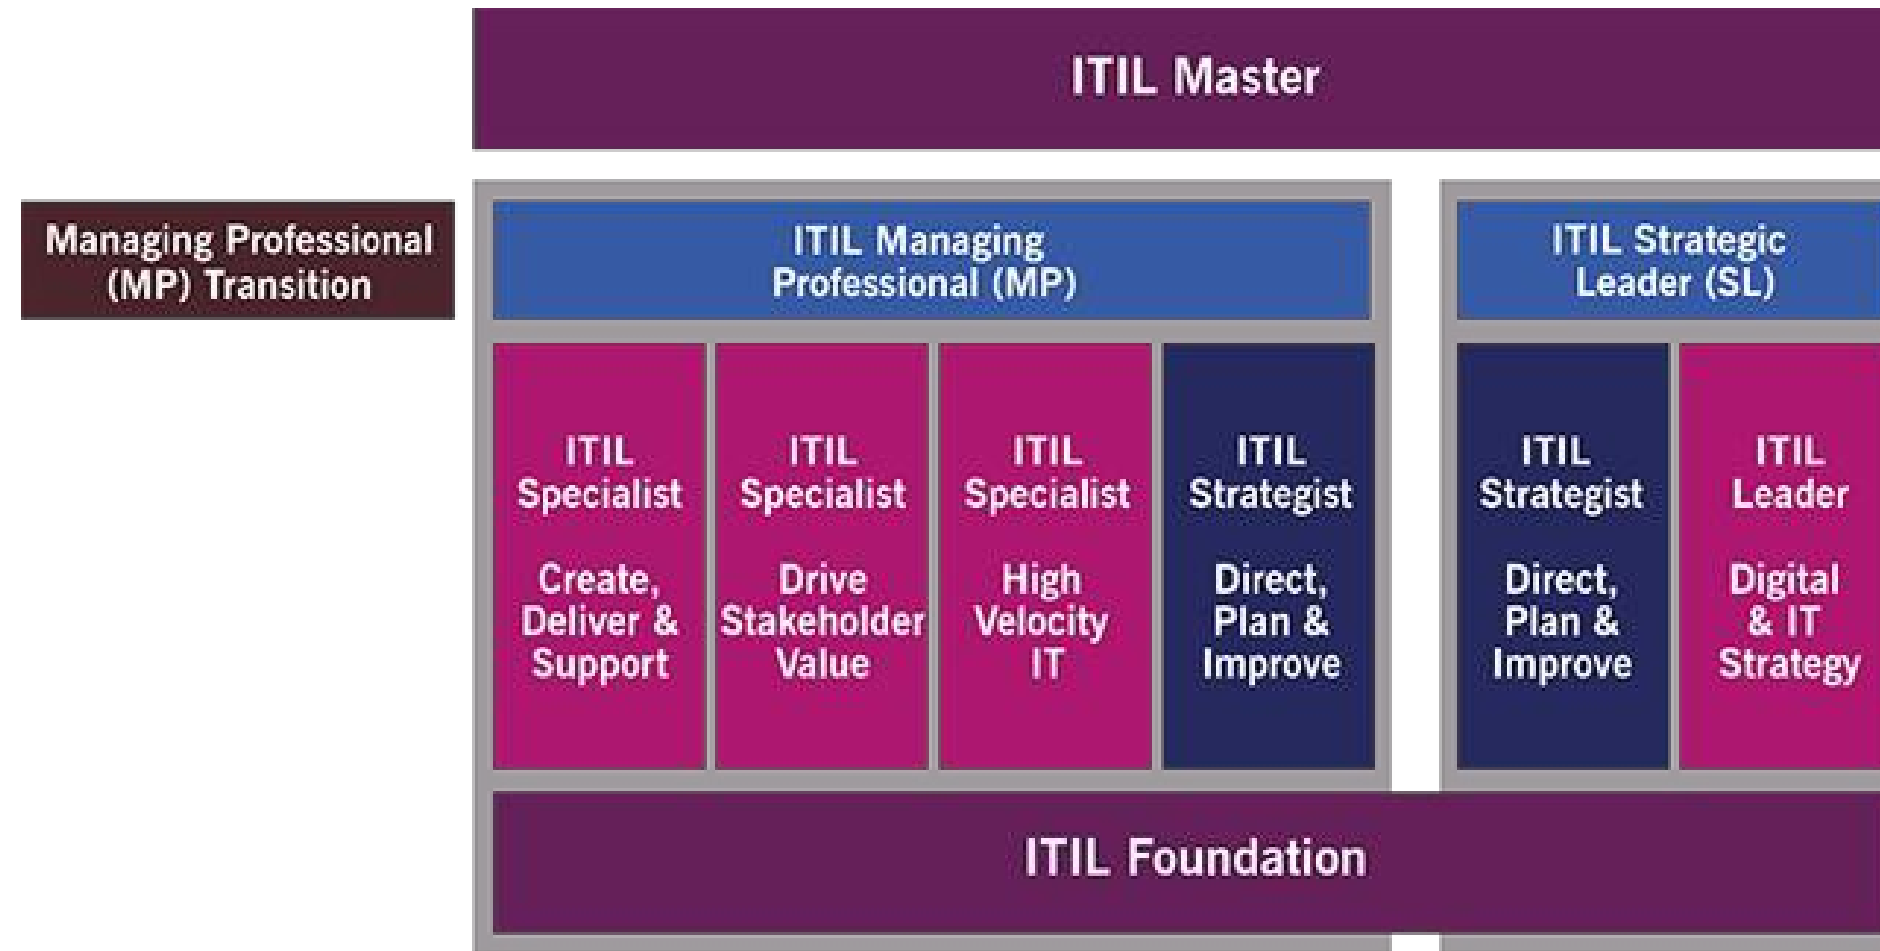 ITIL Master
Managing Professional
(MP) Transition
ITIL Managing
Professional (MP)
ITIL Strategic
Leader (SL)
ITIL
Specialist
Create,
Deliver &
Support
ITIL
Specialist
Drive
Stakeholder
Value
ITIL
Specialist
High
Velocity
IT
ITIL
Strategist
Direct,
Plan &
Improve
ITIL
Strategist
Direct,
Plan &
Improve
ITIL
Leader
Digital
& IT
Strategy
ITIL Foundation